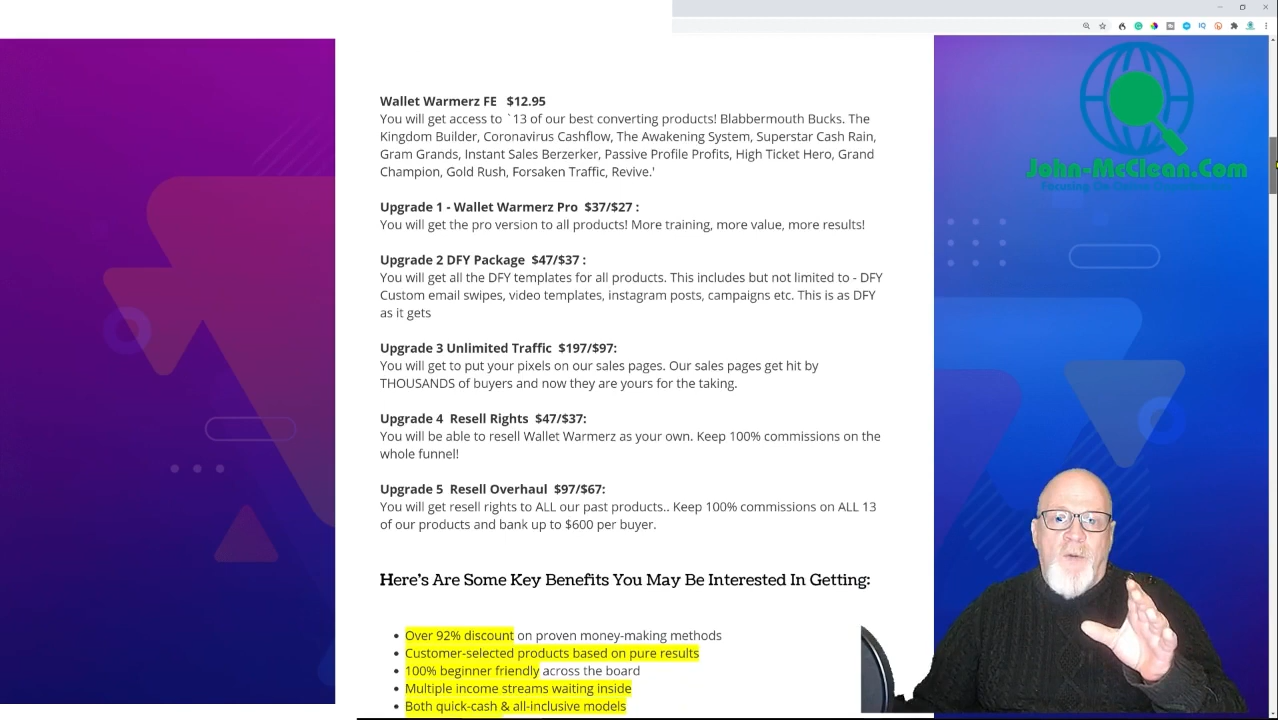 John-McClean.Com
Wallet Warmerz FE $12.95
You will get access to `13 of our best converting products! Blabbermouth Bucks. The
Kingdom Builder, Coronavirus Cashflow, The Awakening System, Superstar Cash Rain,
Gram Grands, Instant Sales Berzerker, Passive Profile Profits, High Ticket Hero, Grand
Champion, Gold Rush, Forsaken Traffic, Revive.'
Upgrade 1 - Wallet Warmerz Pro $37/$27 :
You will get the pro version to all products! More training, more value, more results!
Upgrade 2 DFY Package $47/$37 :
You will get all the DFY templates for all products. This includes but not limited to - DFY
Custom email swipes, video templates, instagram posts, campaigns etc. This is as DFY
as it gets
Upgrade 3 Unlimited Traffic $197/$97:
You will get to put your pixels on our sales pages. Our sales pages get hit by
THOUSANDS of buyers and now they are yours for the taking.
Upgrade 4 Resell Rights $47/$37:
You will be able to resell Wallet Warmerz as your own. Keep 100% commissions on the
whole funnel!
Upgrade 5 Resell Overhaul $97/$67:
You will get resell rights to ALL our past products.. Keep 100% commissions on ALL 13
of our products and bank up to $600 per buyer.
Here's Are Some Key Benefits You May Be Interested In Getting:
Over 92% discount on proven money-making methods
Customer-selected products based on pure results
100% beginner friendly across the board
Multiple income streams waiting inside
Both quick-cash & all-inclusive models